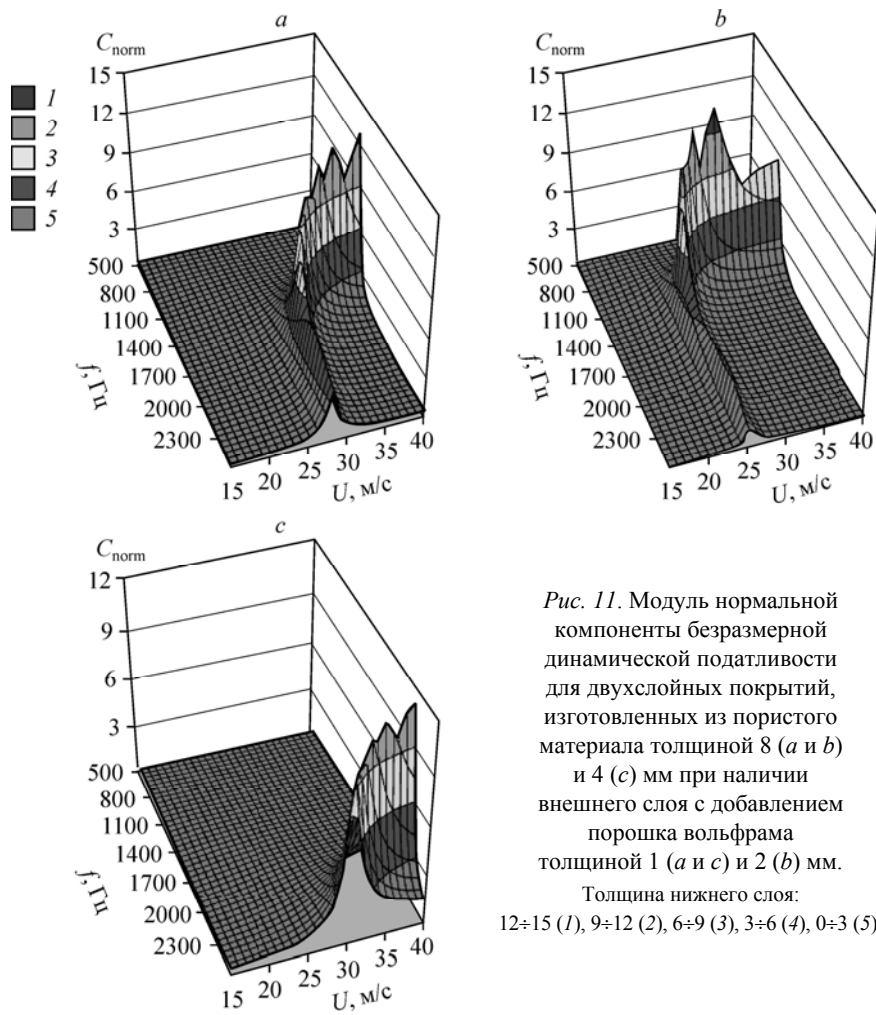 a
C norm
15
12
9
6
3
500
800
1100
1400
1700
2000
2300
f, Гц
15 20 25 30 35 40
U, м/с
1
2
3
4
5
b
C norm
15
12
9
6
3
500
800
1100
1400
1700
2000
2300
f, Гц
15 20 25 30 35 40
U, м/с
c
C norm
12
9
6
3
500
800
1100
1400
1700
2000
2300
f, Гц
15 20 25 30 35 40
U, м/с
Рис. 11. Модуль нормальной
компоненты безразмерной
динамической податливости
для двухслойных покрытий,
изготовленных из пористого
материала толщиной 8 (a и b)
и 4 (c) мм при наличии
внешнего слоя с добавлением
порошка вольфрама
толщиной 1 (a и c) и 2 (b) мм.
Толщина нижнего слоя:
12÷15 (1), 9÷12 (2), 6÷9 (3), 3÷6 (4), 0÷3 (5)